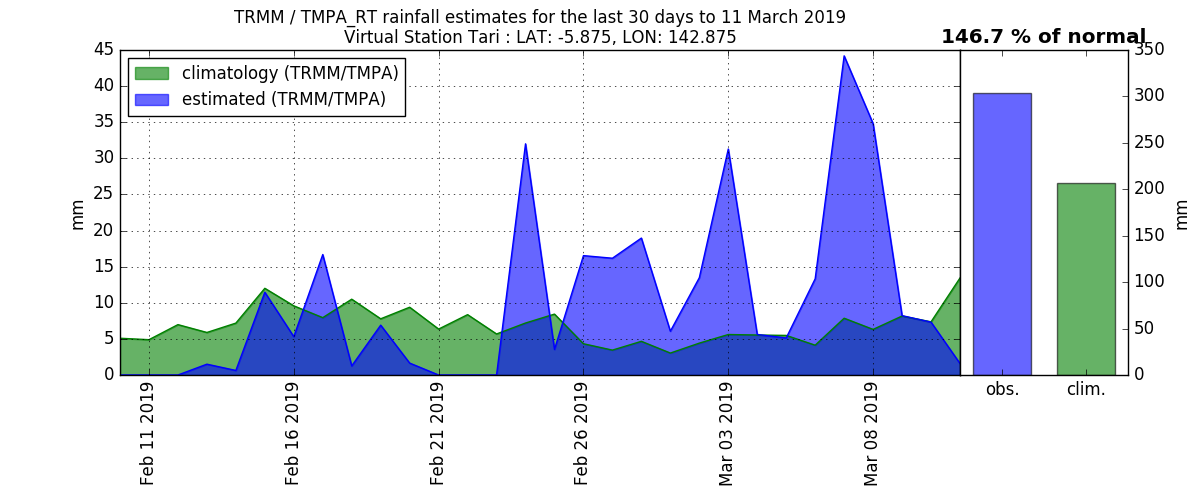 TRMM / TMPA_RT rainfall estimates for the last 30 days to 11 March 2019
Virtual Station Tari : LAT: -5.875, LON: 142.875
146.7 % of normal
climatology (TRMM/TMPA)
estimated (TRMM/TMPA)
45
40
35
30
25
20
15
10
5
0
mm
Feb 11 2019
Feb 16 2019
Feb 21 2019
Feb 26 2019
Mar 03 2019
Mar 08 2019
350
300
250
200
150
100
50
0
mm
obs.
clim.